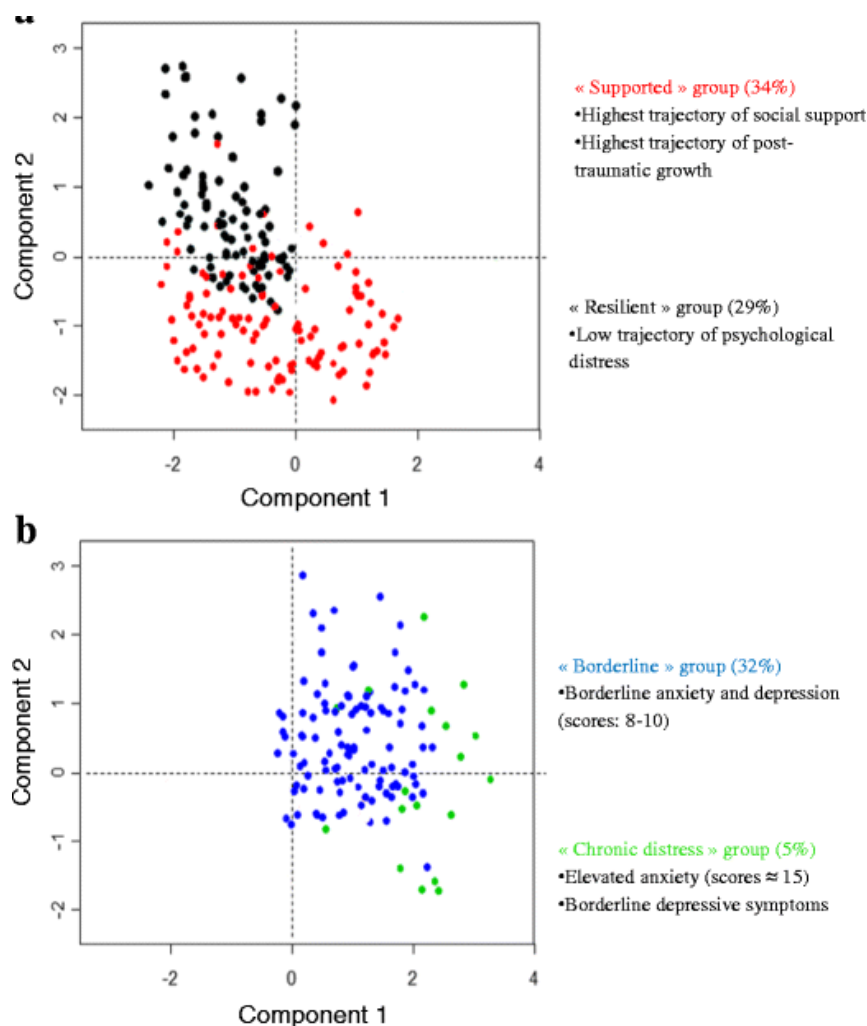 a
3
2
1
0
-1
-2
Component 2
-2
0
2
4
Component 1
« Supported » group (34%)
•Highest trajectory of social support
•Highest trajectory of post-
traumatic growth
« Resilient » group (29%)
•Low trajectory of psychological
distress
b
3
2
1
0
-1
-2
Component 2
-2
0
2
4
Component 1
« Borderline » group (32%)
•Borderline anxiety and depression
(scores: 8-10)
« Chronic distress » group (5%)
•Elevated anxiety (scores ≈ 15)
•Borderline depressive symptoms